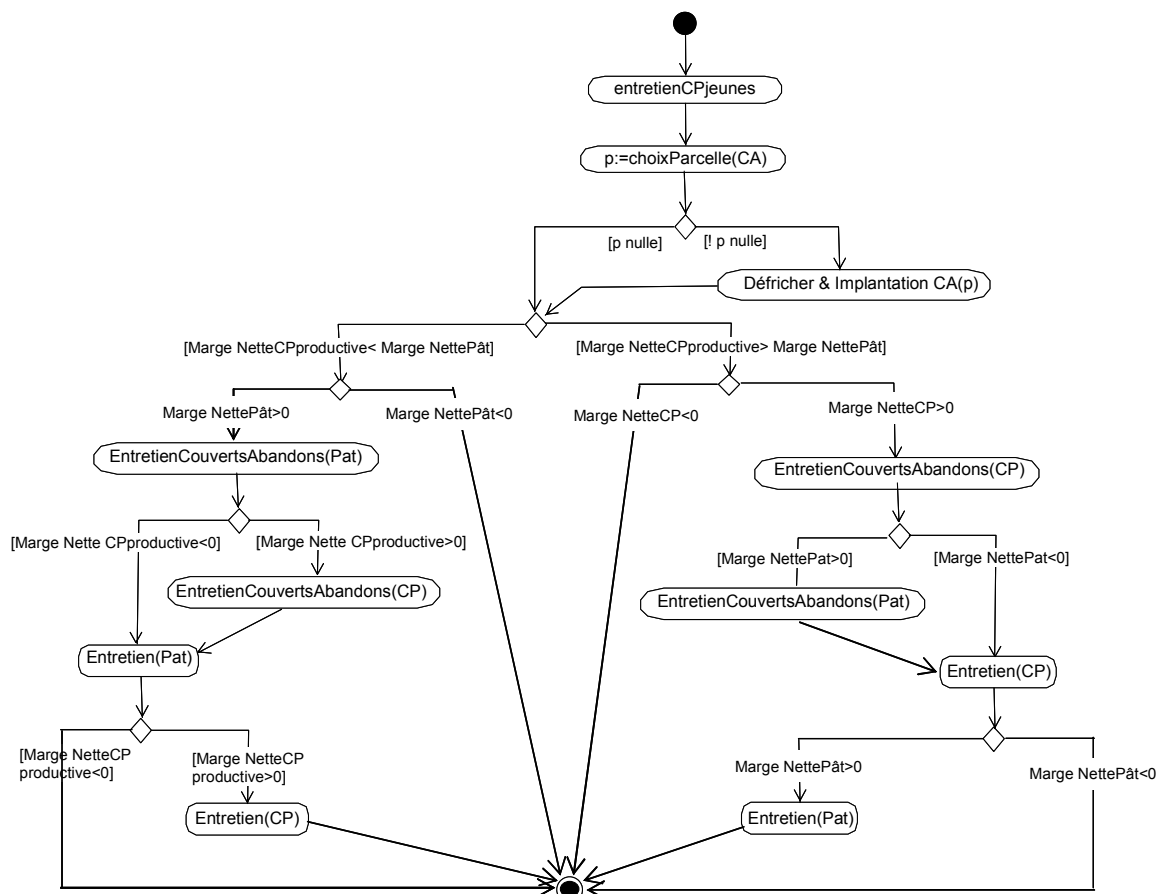 entretienCPjeunes
p:=choixParcelle(CA)
[p nulle]
[! p nulle]
Défricher & Implantation CA(p)
[Marge NetteCPproductive< Marge NettePât]
[Marge NetteCPproductive> Marge NettePât]
Marge NettePât>0
Marge NettePât<0
Marge NetteCP<0
Marge NetteCP>0
EntretienCouvertsAbandons(Pat)
EntretienCouvertsAbandons(CP)
[Marge Nette CPproductive<0]
[Marge Nette CPproductive>0]
[Marge NettePat>0]
[Marge NettePat<0]
EntretienCouvertsAbandons(CP)
EntretienCouvertsAbandons(Pat)
Entretien(Pat)
Entretien(CP)
[Marge NetteCP
productive<0]
[Marge NetteCP
productive>0]
Marge NettePât>0
Marge NettePât<0
Entretien(CP)
Entretien(Pat)